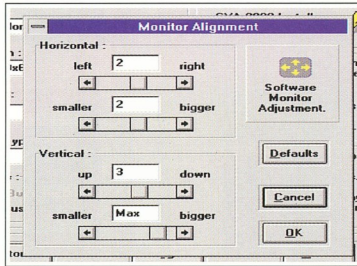 Monitor Alignment
Horizontal :
left 2 right
smaller 2 bigger
Software
Monitor
Adjustment.
Vertical :
up 3 down
smaller Max bigger
Defaults
Cancel
OK